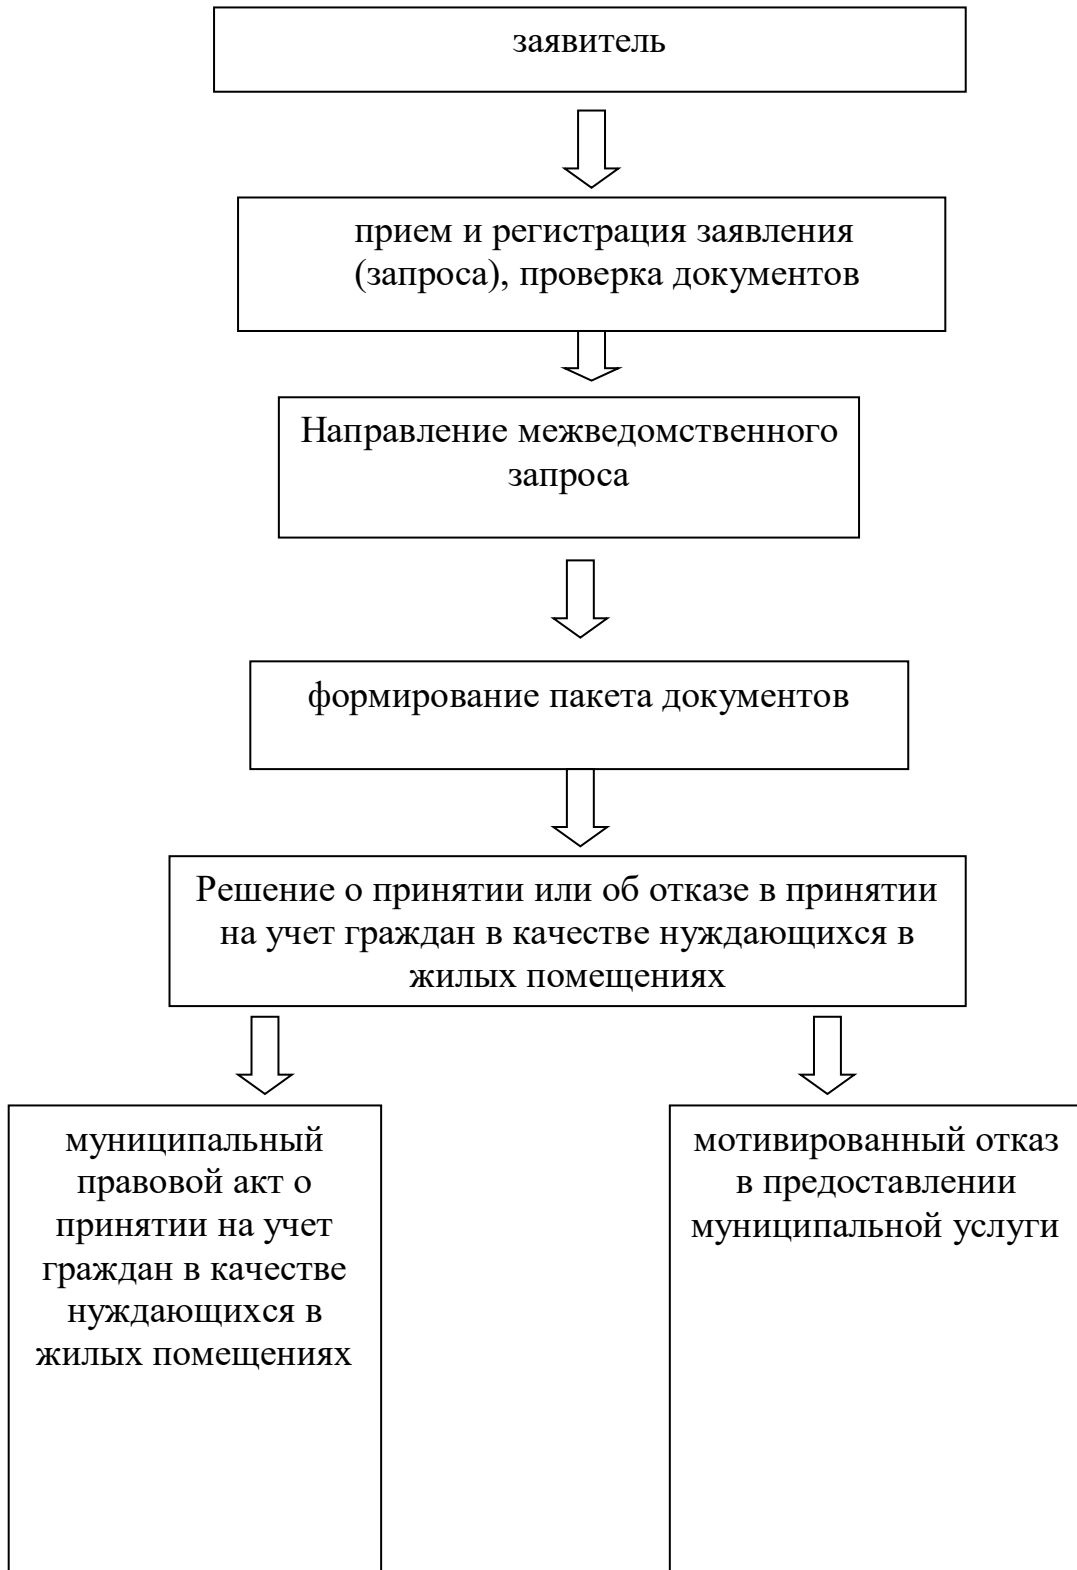 заявитель
прием и регистрация заявления
(запроса), проверка документов
Направление межведомственного
запроса
формирование пакета документов
Решение о принятии или об отказе в принятии
на учет граждан в качестве нуждающихся в
жилых помещениях
муниципальный
правовой акт о
принятии на учет
граждан в качестве
нуждающихся в
жилых помещениях
мотивированный отказ
в предоставлении
муниципальной услуги